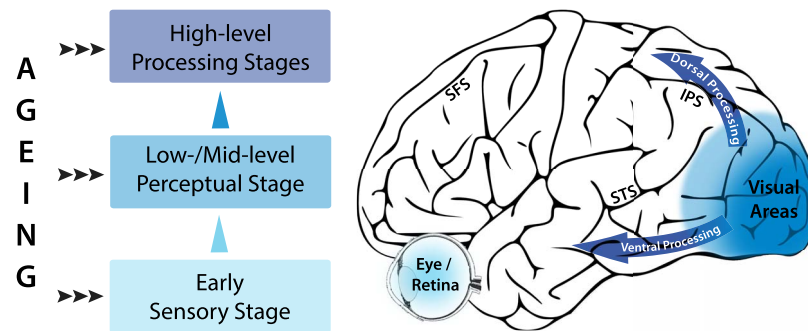 AGEING
High-level
Processing Stages
Low-/Mid-level
Perceptual Stage
Early
Sensory Stage
SFS
Dorsal Processing
IPS
STS
Visual
Areas
Ventral Processing
Eye /
Retina